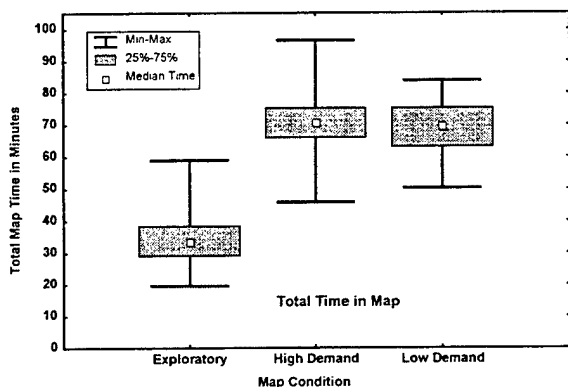 Total Map Time in Minutes
100
90
80
70
60
50
40
30
20
10
0
Min-Max
25%-75%
Median Time
Total Time in Map
Exploratory High Demand Low Demand
Map Condition